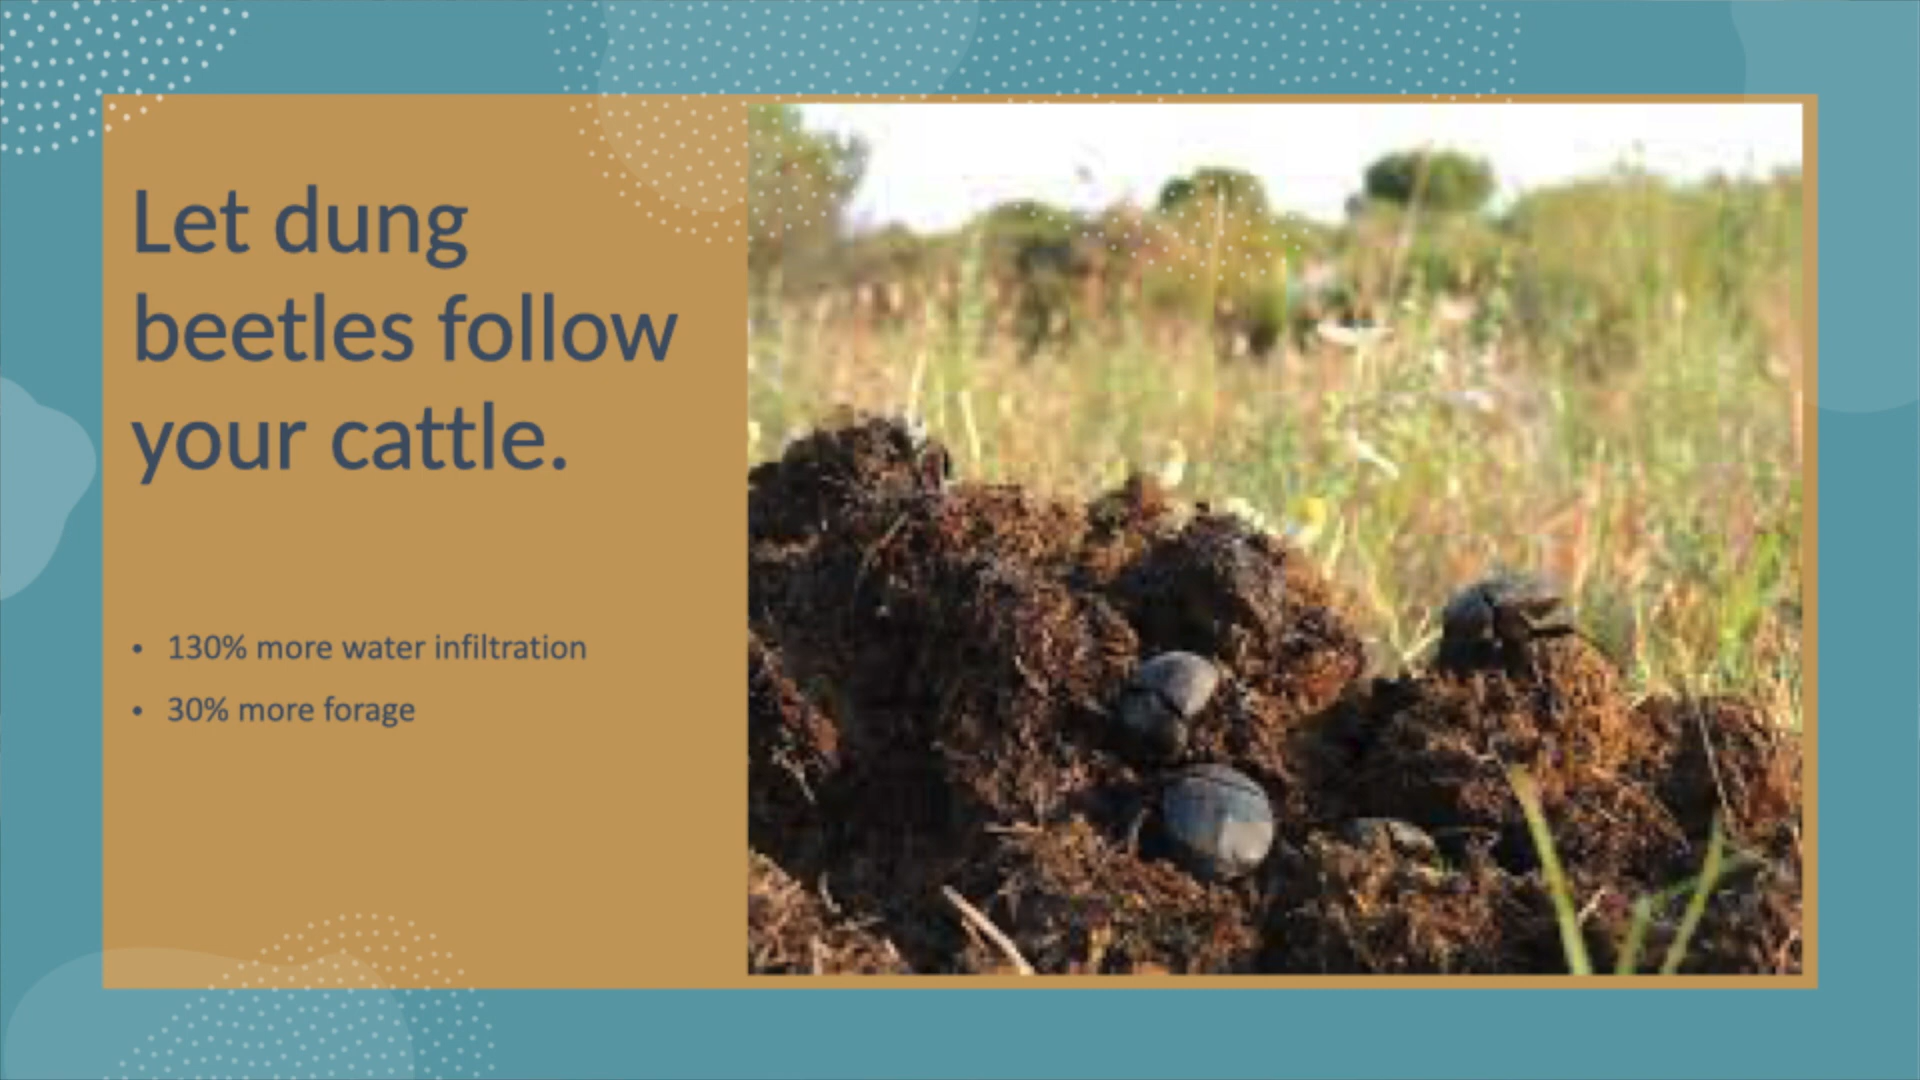 Let dung
beetles follow
your cattle.
• 130% more water infiltration
• 30% more forage